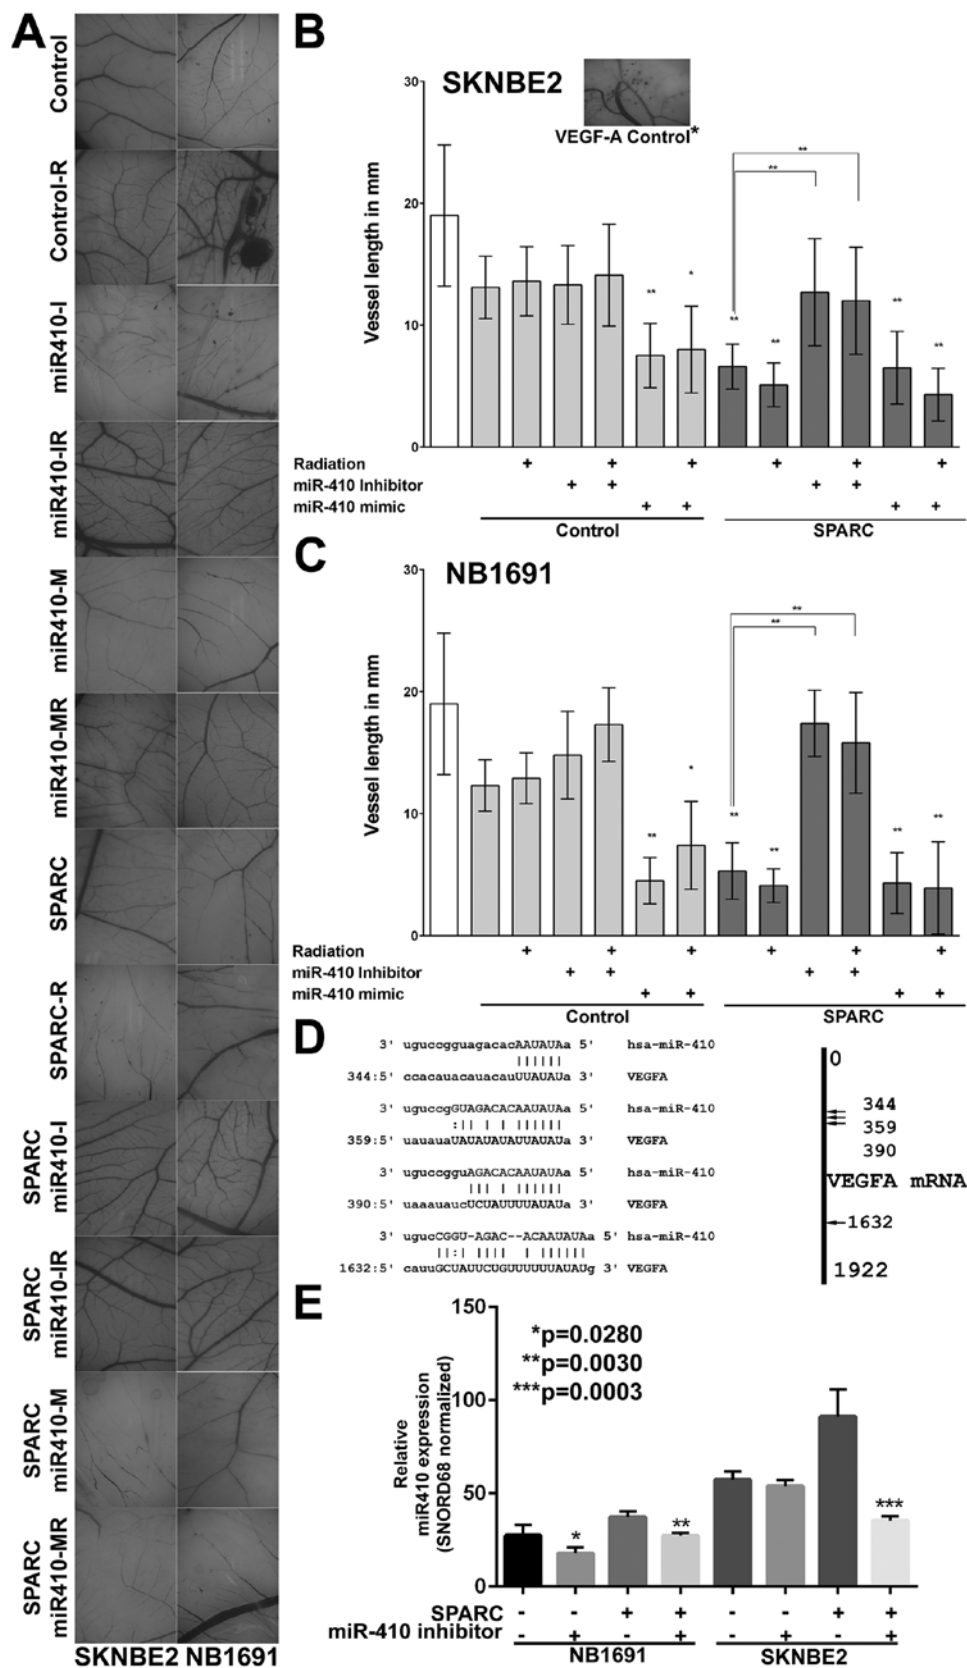 A
Control
Control-R
miR410-I
miR410-IR
miR410-M
miR410-MR
SPARC
SPARC-R
SPARC
miR410-I
SPARC
miR410-IR
SPARC
miR410-M
SPARC
miR410-MR
SKNBE2 NB1691
B
SKNBE2
VEGF-A Control*
Vessel length in mm
30
20
10
0
** ** ** * ** ** ** **
Radiation + + + + + +
miR-410 Inhibitor + + + +
miR-410 mimic + + + +
Control SPARC
C
NB1691
Vessel length in mm
30
20
10
0
** ** ** * ** ** ** **
Radiation + + + + + +
miR-410 Inhibitor + + + +
miR-410 mimic + + + +
Control SPARC
D
3' uguccgguagacacAAUAUAa 5' hsa-miR-410
||||||
344:5' ccacauacauacauUUAUAUa 3' VEGFA
3' uguccgGUAGACACAAUAUAa 5' hsa-miR-410
:|| | | ||||||
359:5' uauauaUAUAUAUAUUAUAUa 3' VEGFA
3' uguccgguAGACACAAUAUAa 5' hsa-miR-410
||| | ||||||
390:5' uaaauaucUCUAUUUUAUAUa 3' VEGFA
3' ugucCGGU-AGAC--ACAAUAUAa 5' hsa-miR-410
||:| |||| | ||||||
1632:5' cauuGCUAUUCUGUUUUUUAUAUg 3' VEGFA
0
344
359
390
VEGFA mRNA
1632
1922
E
Relative
miR410 expression
(SNORD68 normalized)
150
100
50
0
*p=0.0280
**p=0.0030
***p=0.0003
* ** ***
SPARC - - + + - - + +
miR-410 inhibitor - + - + - + - +
NB1691 SKNBE2